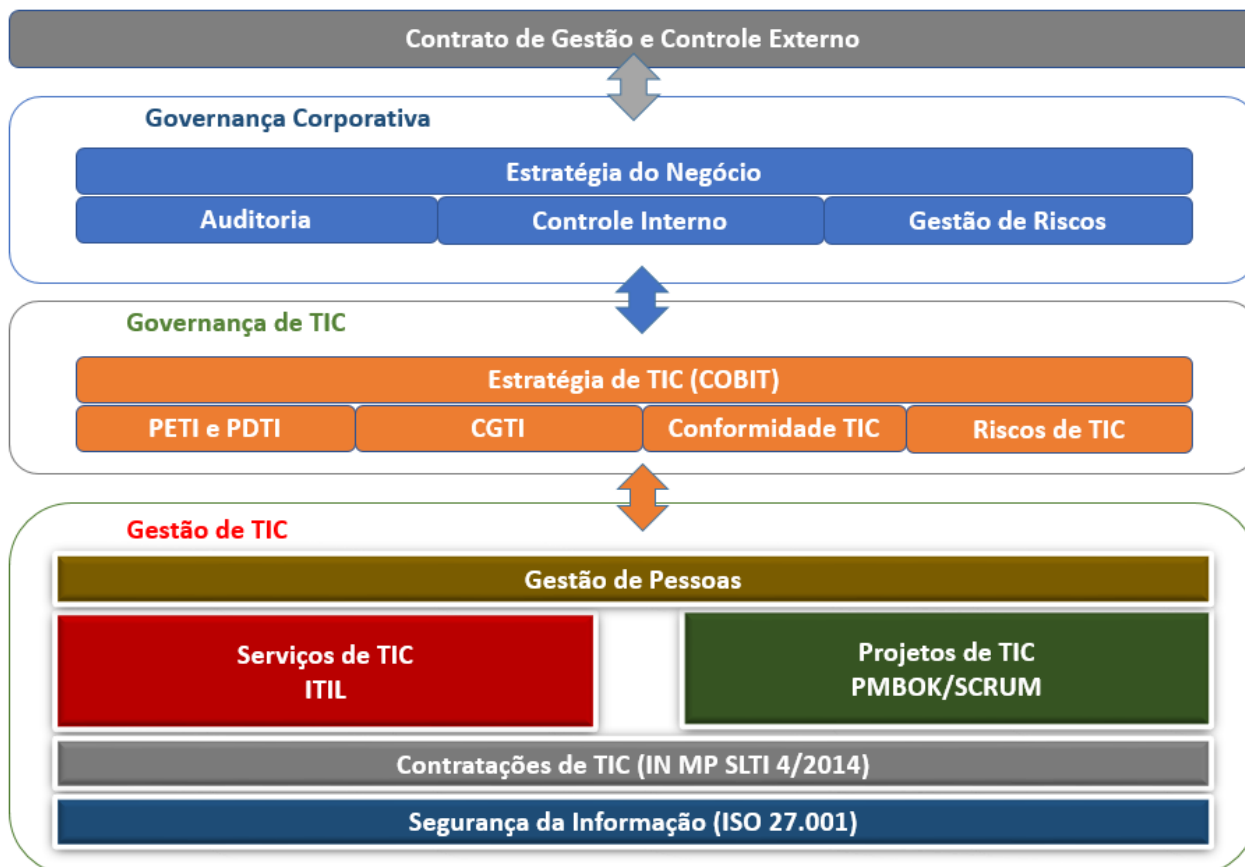 Contrato de Gestão e Controle Externo
Governança Corporativa
Estratégia do Negócio
Auditoria
Controle Interno
Gestão de Riscos
Governança de TIC
Estratégia de TIC (COBIT)
PETI e PDTI
CGTI
Conformidade TIC
Riscos de TIC
Gestão de TIC
Gestão de Pessoas
Serviços de TIC
ITIL
Projetos de TIC
PMBOK/SCRUM
Contratações de TIC (IN MP SLTI 4/2014)
Segurança da Informação (ISO 27.001)